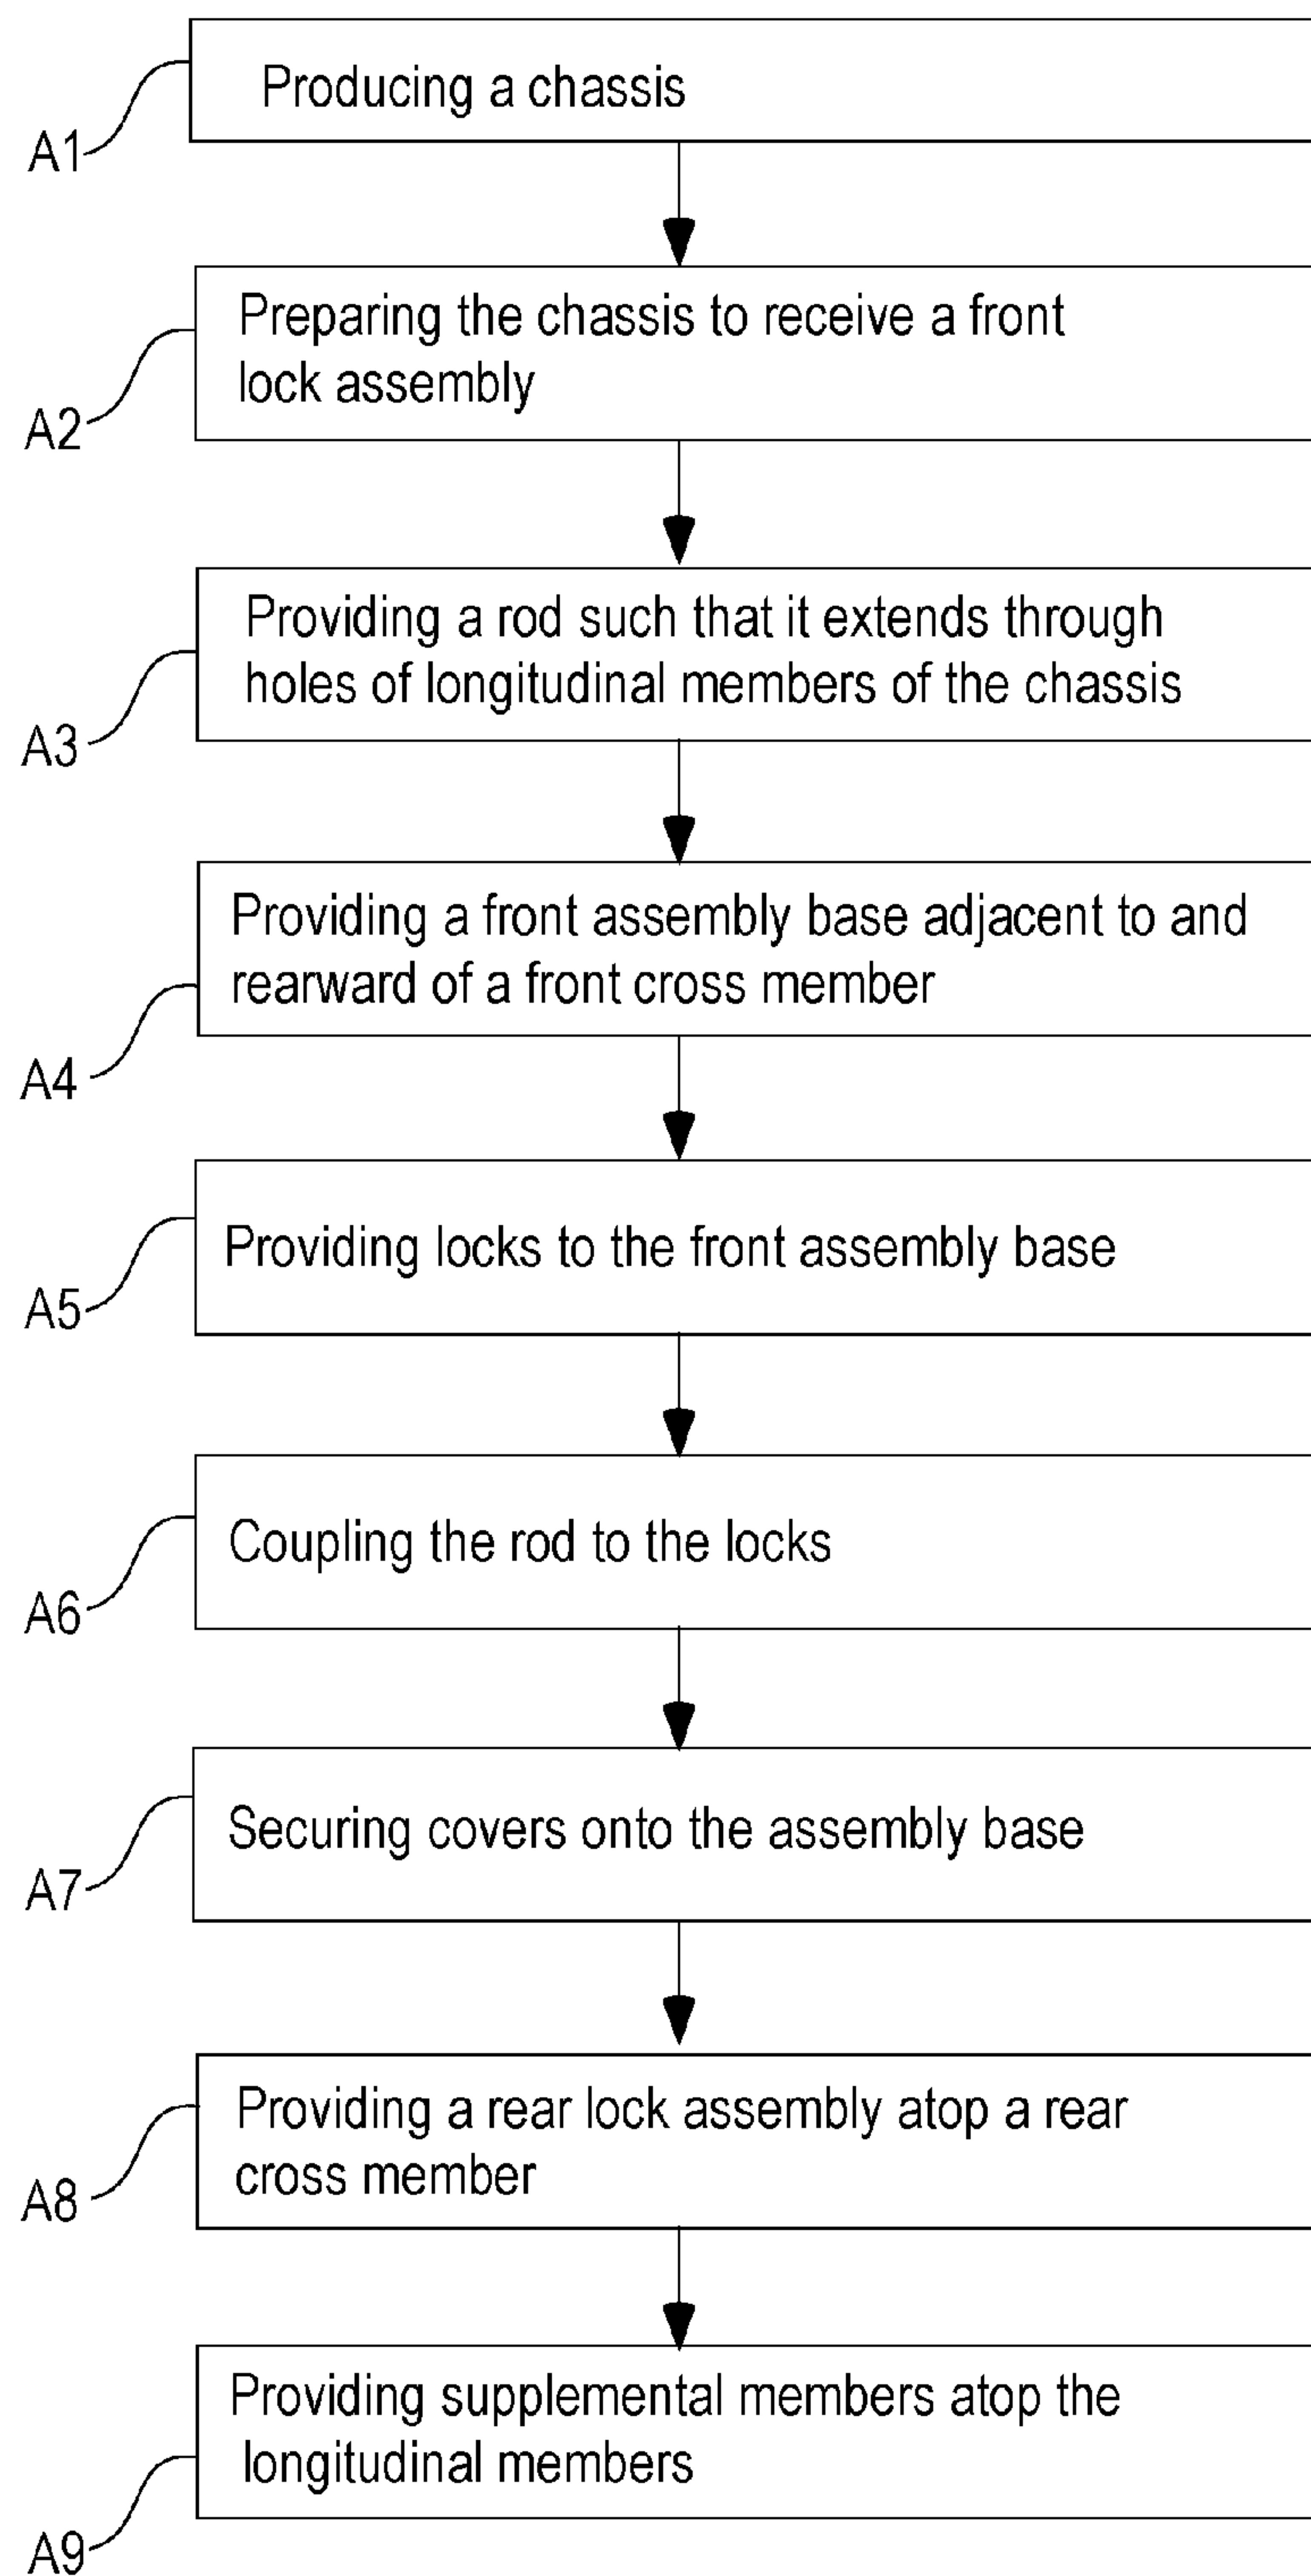 Producing a chassis
A1
Preparing the chassis to receive a front
lock assembly
A2
Providing a rod such that it extends through
holes of longitudinal members of the chassis
A3
Providing a front assembly base adjacent to and
rearward of a front cross member
A4
Providing locks to the front assembly base
A5
Coupling the rod to the locks
A6
Securing covers onto the assembly base
A7
Providing a rear lock assembly atop a rear
cross member
A8
Providing supplemental members atop the
longitudinal members
A9